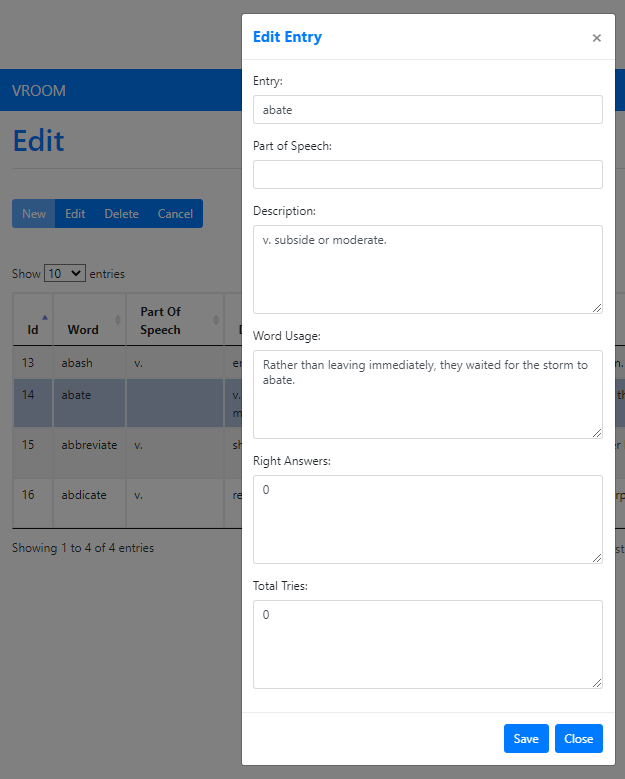 Edit Entry
×
VROOM
Entry:
abate
Edit
Part of Speech:
Description:
New Edit Delete Cancel
v. subside or moderate.
Show 10 entries
Id Word Part Of Speech
Word Usage:
13 abash v.
Rather than leaving immediately, they waited for the storm to
abate.
14 abate v.
15 abbreviate v. sh
Right Answers:
0
16 abdicate v. re
Showing 1 to 4 of 4 entries
Total Tries:
0
Save Close